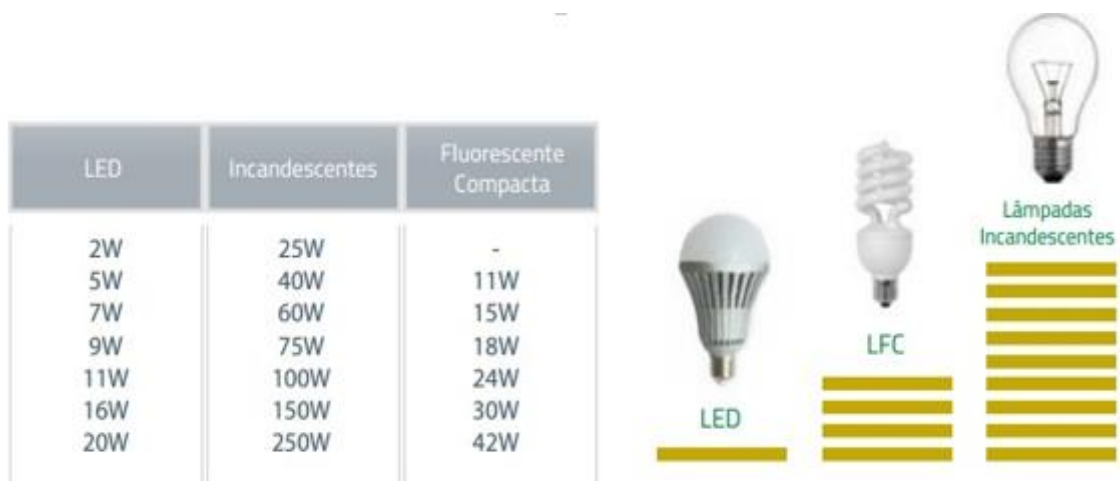 LED Incandescentes Fluorescente Compacta
2W 25W -
5W 40W 11W
7W 60W 15W
9W 75W 18W
11W 100W 24W
16W 150W 30W
20W 250W 42W
LED
LFC
Lâmpadas
Incandescentes